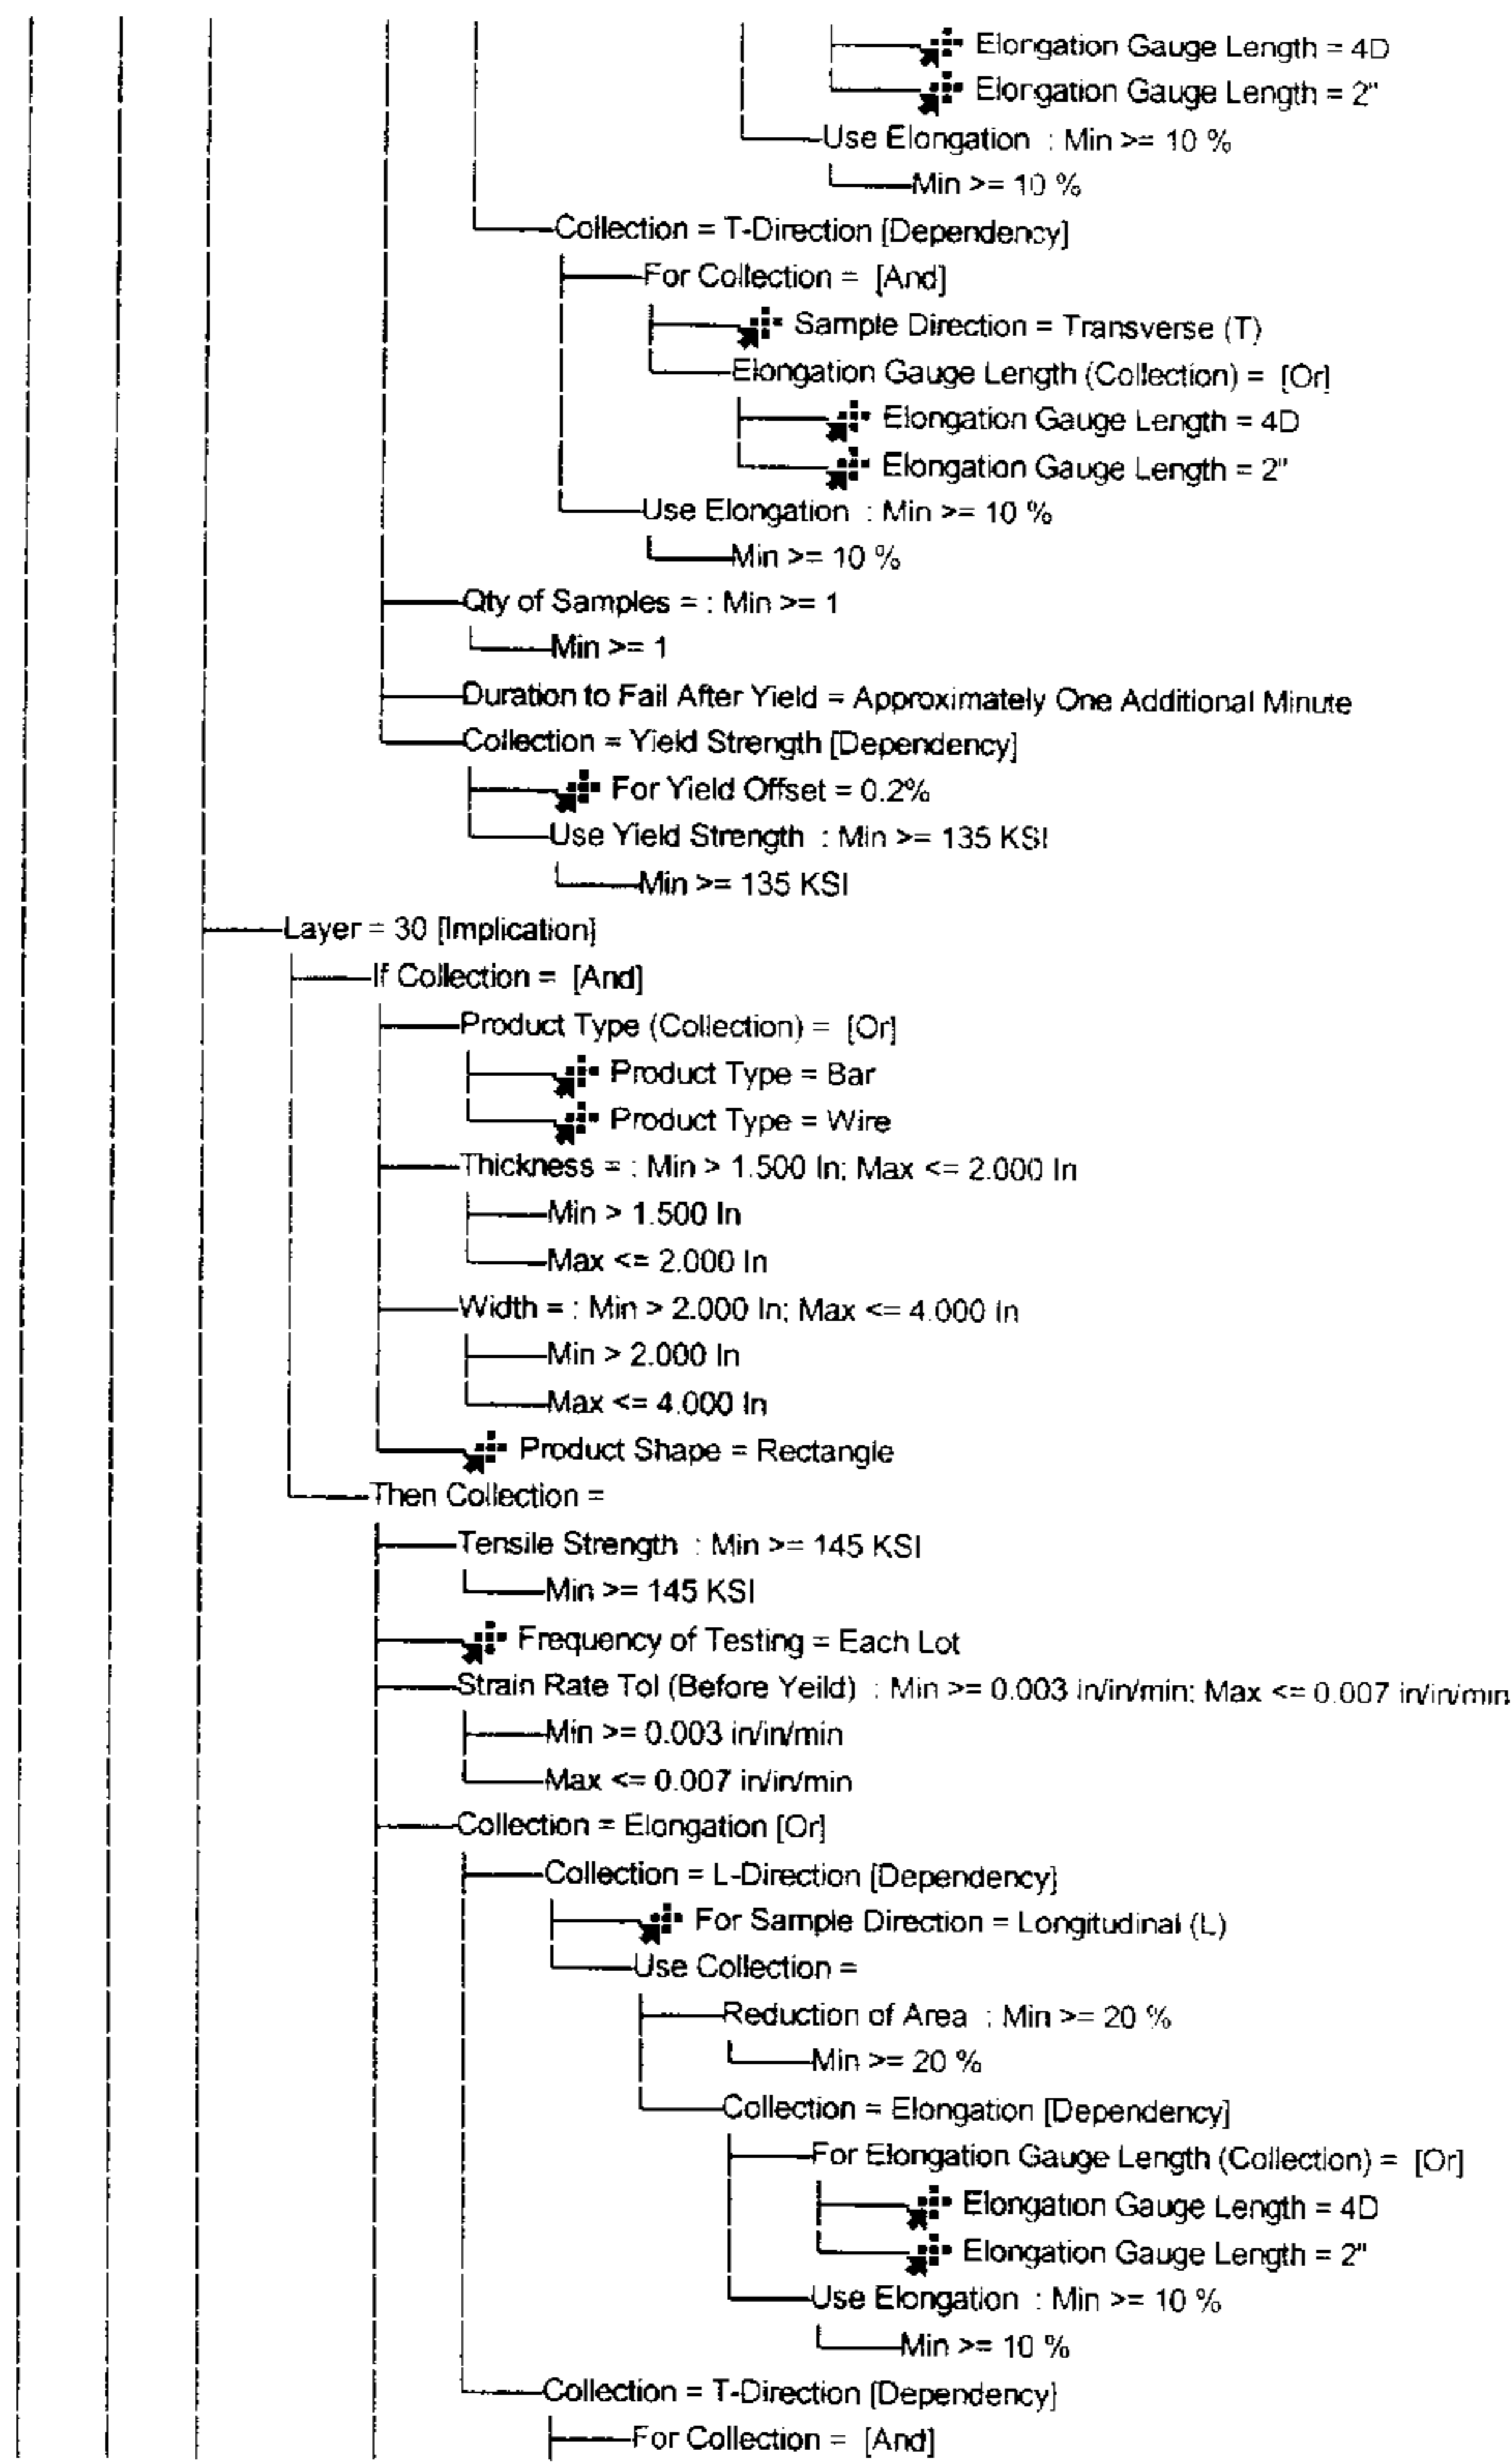 Elongation Gauge Length = 4D
Elongation Gauge Length = 2"
Use Elongation : Min >= 10 %
Min >= 10 %
Collection = T-Direction [Dependency]
For Collection = [And]
Sample Direction = Transverse (T)
Elongation Gauge Length (Collection) = [Or]
Elongation Gauge Length = 4D
Elongation Gauge Length = 2"
Use Elongation : Min >= 10 %
Min >= 10 %
Qty of Samples = : Min >= 1
Min >= 1
Duration to Fail After Yield = Approximately One Additional Minute
Collection = Yield Strength [Dependency]
For Yield Offset = 0.2%
Use Yield Strength : Min >= 135 KSI
Min >= 135 KSI
Layer = 30 [Implication]
If Collection = [And]
Product Type (Collection) = [Or]
Product Type = Bar
Product Type = Wire
Thickness = : Min > 1.500 In; Max <= 2.000 In
Min > 1.500 In
Max <= 2.000 In
Width = : Min > 2.000 In; Max <= 4.000 In
Min > 2.000 In
Max <= 4.000 In
Product Shape = Rectangle
Then Collection =
Tensile Strength : Min >= 145 KSI
Min >= 145 KSI
Frequency of Testing = Each Lot
Strain Rate Tol (Before Yeild) : Min >= 0.003 in/in/min; Max <= 0.007 in/in/min
Min >= 0.003 in/in/min
Max <= 0.007 in/in/min
Collection = Elongation [Or]
Collection = L-Direction [Dependency]
For Sample Direction = Longitudinal (L)
Use Collection =
Reduction of Area : Min >= 20 %
Min >= 20 %
Collection = Elongation [Dependency]
For Elongation Gauge Length (Collection) = [Or]
Elongation Gauge Length = 4D
Elongation Gauge Length = 2"
Use Elongation : Min >= 10 %
Min >= 10 %
Collection = T-Direction [Dependency]
For Collection = [And]